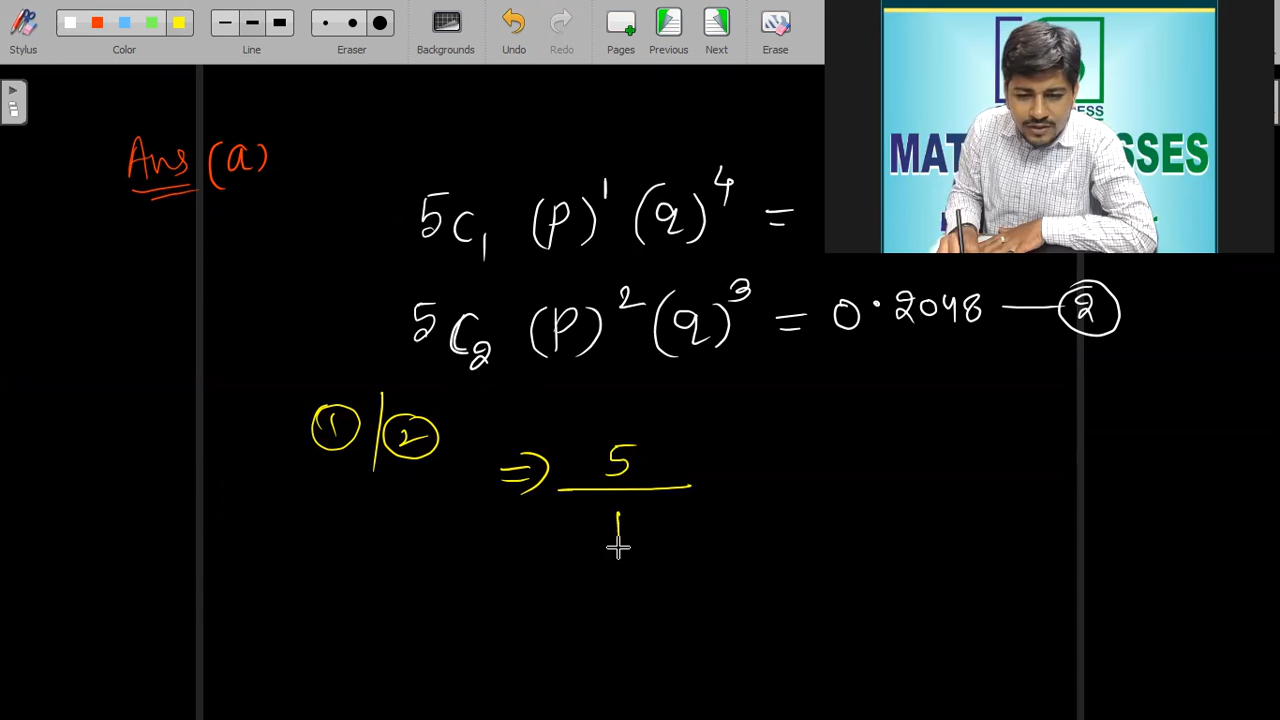 Stylus Color Line Eraser Backgrounds Undo Redo Pages Previous Next Erase
ESS
MAT SSES
Ans (a)
5C₁ (p)¹ (q)⁴ =
5C₂ (p)² (q)³ = 0.2048 — ②
① / ② ⇒ 5
1